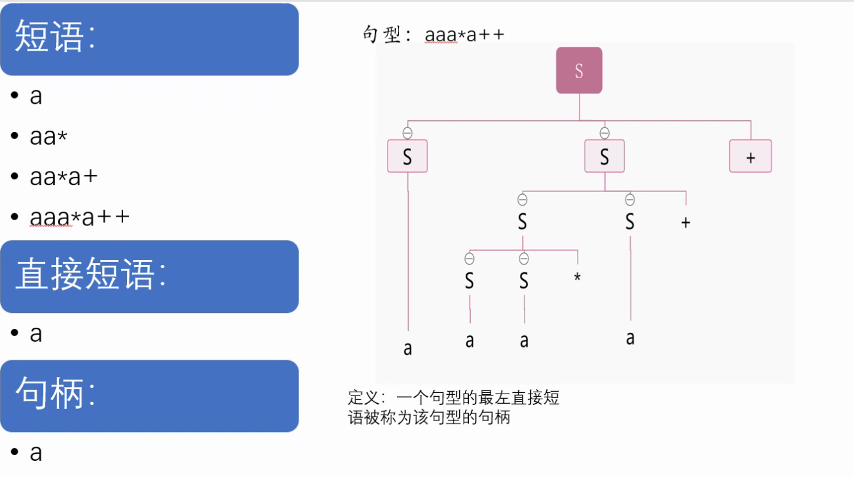 短语：
• a
• aa*
• aa*a+
• aaa*a++
直接短语：
• a
句柄：
• a
句型：aaa*a++
S
S S +
S S +
S S *
a a a a
定义：一个句型的最左直接短
语被称为该句型的句柄